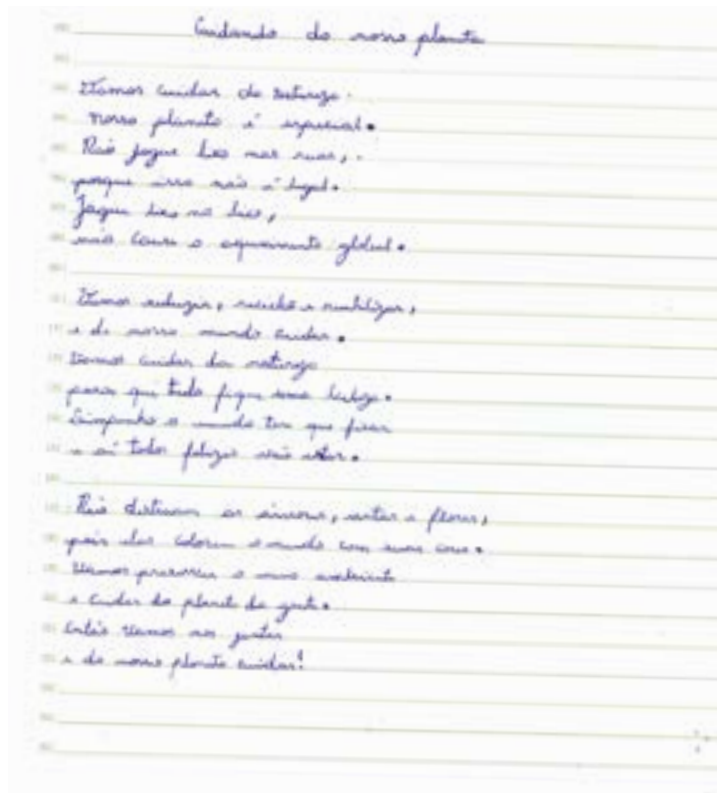 Cuidando do nosso planeta
Vamos cuidar da natureza.
Nosso planeta é especial.
Não jogue lixo nas ruas,
porque isso não é legal.
Jogue lixo no lixo,
não cause o aquecimento global.
Vamos reduzir, reciclar e reutilizar,
e do nosso mundo cuidar.
Vamos cuidar da natureza
para que tudo fique uma beleza.
Limpinho o mundo tem que ficar
e aí todos felizes vão estar.
Não destruam as árvores, matas e flores,
pois elas colorem o mundo com suas cores.
Vamos preservar o meio ambiente
e cuidar do planeta da gente.
Então vamos nos juntar
e do nosso planeta cuidar!